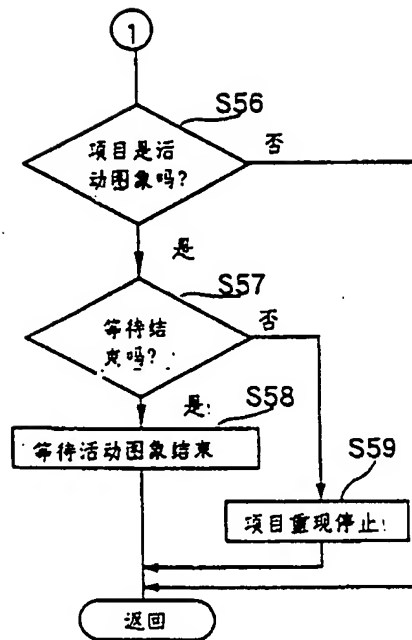 1
S56
项目是活
动图象吗?
否
是
S57
等待结
束吗?
否
是:
S58
等待活动图象结束
S59
项目重现停止:
返回